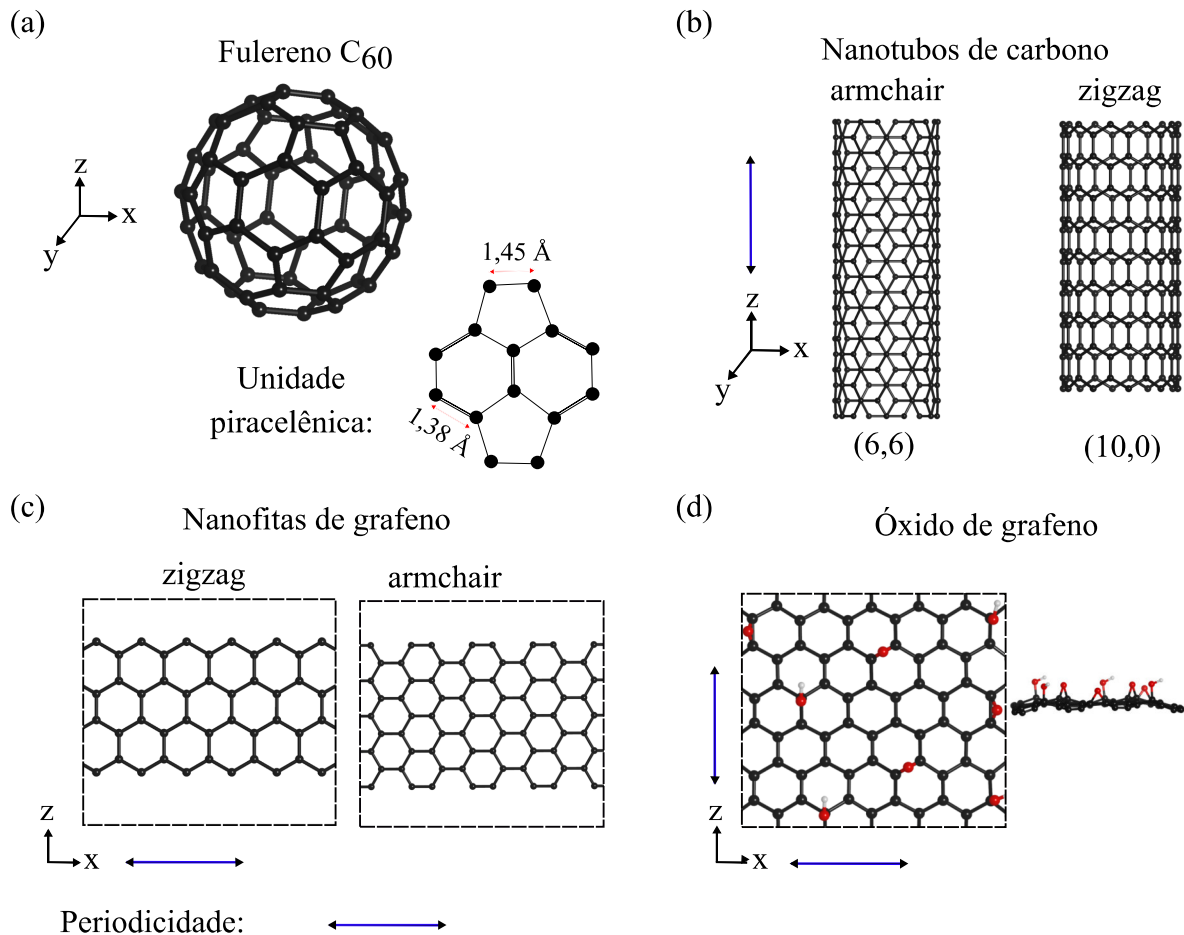 (a)
Fulereno C60
z
x
y
1,45 Å
Unidade
piracelênica:
1,38 Å
(b)
Nanotubos de carbono
armchair
zigzag
z
x
y
(6,6)
(10,0)
(c)
Nanofitas de grafeno
zigzag
armchair
z
x
(d)
Óxido de grafeno
z
x
Periodicidade: